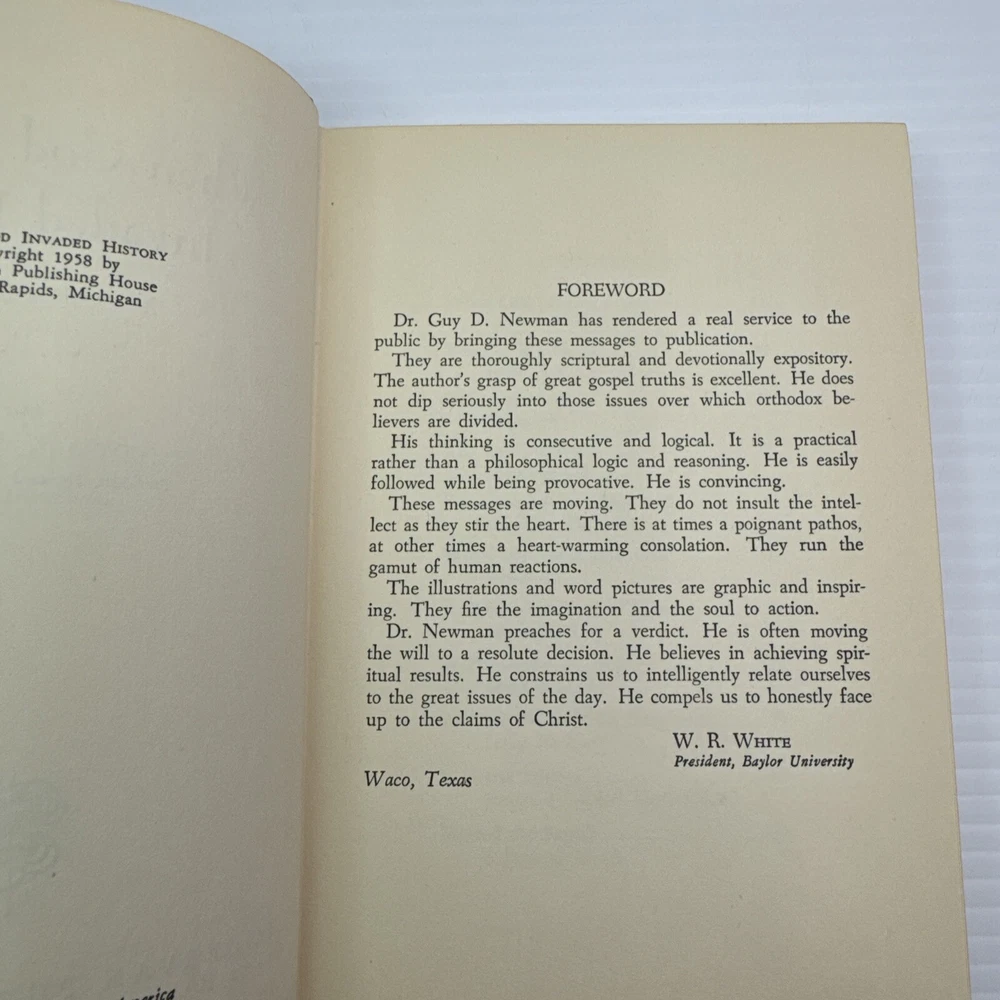 D INVADED HISTORY
right 1958 by
Publishing House
Rapids, Michigan
America
FOREWORD
Dr. Guy D. Newman has rendered a real service to the
public by bringing these messages to publication.
They are thoroughly scriptural and devotionally expository.
The author's grasp of great gospel truths is excellent. He does
not dip seriously into those issues over which orthodox be-
lievers are divided.
His thinking is consecutive and logical. It is a practical
rather than a philosophical logic and reasoning. He is easily
followed while being provocative. He is convincing.
These messages are moving. They do not insult the intel-
lect as they stir the heart. There is at times a poignant pathos,
at other times a heart-warming consolation. They run the
gamut of human reactions.
The illustrations and word pictures are graphic and inspir-
ing. They fire the imagination and the soul to action.
Dr. Newman preaches for a verdict. He is often moving
the will to a resolute decision. He believes in achieving spir-
itual results. He constrains us to intelligently relate ourselves
to the great issues of the day. He compels us to honestly face
up to the claims of Christ.
W. R. WHITE
President, Baylor University
Waco, Texas